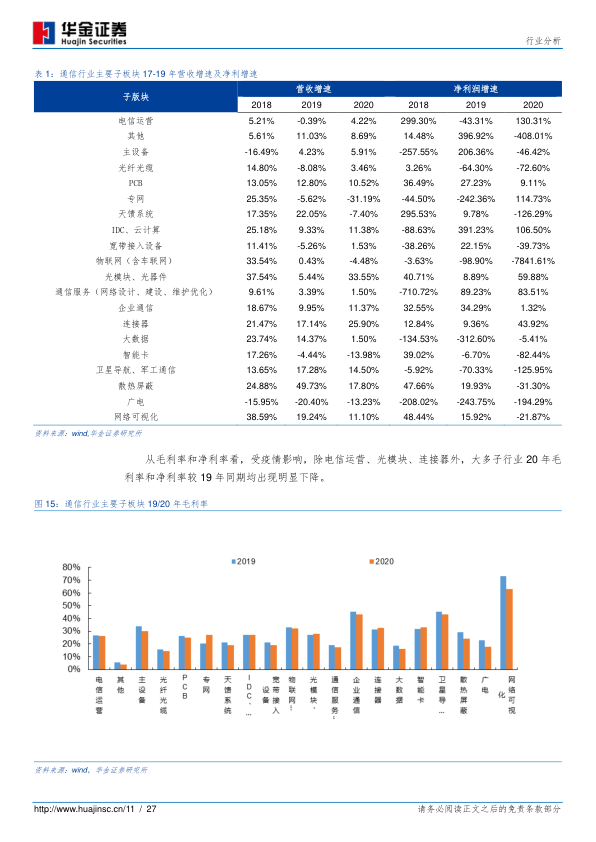 华金证券
Huajin Securities
行业分析
表 1：通信行业主要子板块 17-19 年营收增速及净利增速
子版块 营收增速 净利润增速
2018 2019 2020 2018 2019 2020
电信运营 5.21% -0.39% 4.22% 299.30% -43.31% 130.31%
其他 5.61% 11.03% 8.69% 14.48% 396.92% -408.01%
主设备 -16.49% 4.23% 5.91% -257.55% 206.36% -46.42%
光纤光缆 14.80% -8.08% 3.46% 3.26% -64.30% -72.60%
PCB 13.05% 12.80% 10.52% 36.49% 27.23% 9.11%
专网 25.35% -5.62% -31.19% -44.50% -242.36% 114.73%
天馈系统 17.35% 22.05% -7.40% 295.53% 9.78% -126.29%
IDC、云计算 25.18% 9.33% 11.38% -88.63% 391.23% 106.50%
宽带接入设备 11.41% -5.26% 1.53% -38.26% 22.15% -39.73%
物联网（含车联网） 33.54% 0.43% -4.48% -3.63% -98.90% -7841.61%
光模块、光器件 37.54% 5.44% 33.55% 40.71% 8.89% 59.88%
通信服务（网络设计、建设、维护优化） 9.61% 3.39% 1.50% -710.72% 89.23% 83.51%
企业通信 18.67% 9.95% 11.37% 32.55% 34.29% 1.32%
连接器 21.47% 17.14% 25.90% 12.84% 9.36% 43.92%
大数据 23.74% 14.37% 1.50% -134.53% -312.60% -5.41%
智能卡 17.26% -4.44% -13.98% 39.02% -6.70% -82.44%
卫星导航、军工通信 13.65% 17.28% 14.50% -5.92% -70.33% -125.95%
散热屏蔽 24.88% 49.73% 17.80% 47.66% 19.93% -31.30%
广电 -15.95% -20.40% -13.23% -208.02% -243.75% -194.29%
网络可视化 38.59% 19.24% 11.10% 48.44% 15.92% -21.87%
资料来源：wind,华金证券研究所
从毛利率和净利率看，受疫情影响，除电信运营、光模块、连接器外，大多子行业 20 年毛
利率和净利率较 19 年同期均出现明显下降。
图 15：通信行业主要子板块 19/20 年毛利率
2019 2020
80%
70%
60%
50%
40%
30%
20%
10%
0%
电信运营
其他
主设备
光纤光缆
PCB
专网
天馈系统
IDC、…
宽带接入设备
物联网…
光模块、
通信服务…
企业通信
连接器
大数据
智能卡
卫星导…
散热屏蔽
广电
网络可视化
资料来源：wind，华金证券研究所
http://www.huajinsc.cn/11 / 27
请务必阅读正文之后的免责条款部分